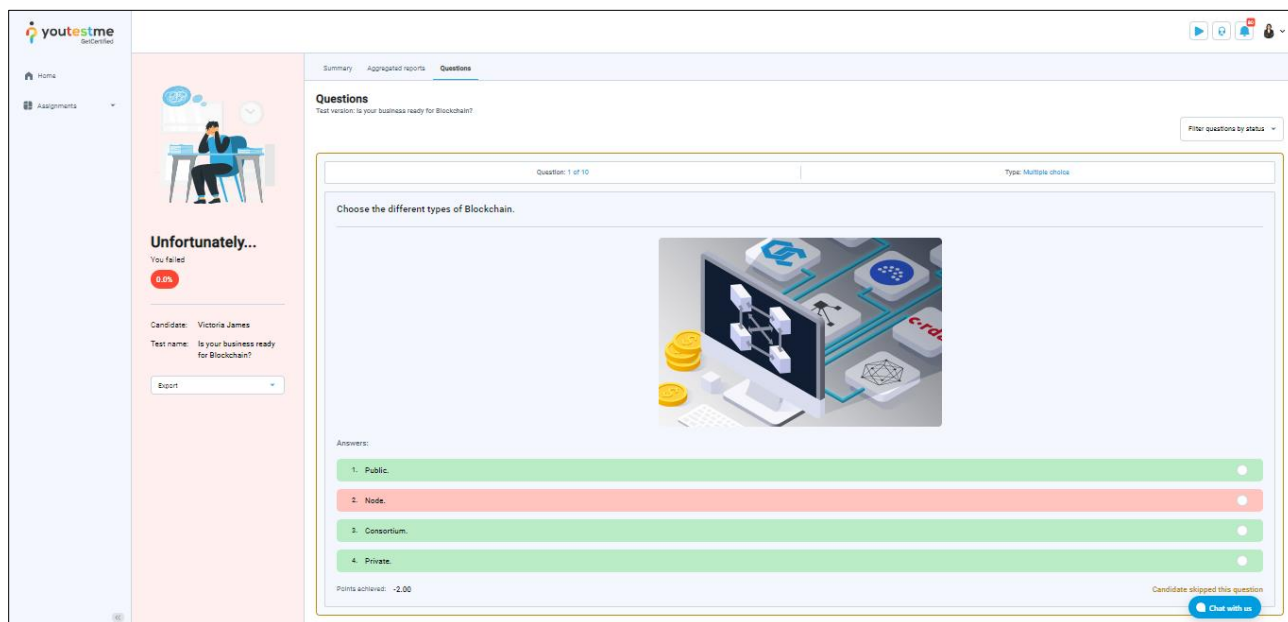 youtestme
GetCertified
Home
Assignments
Unfortunately...
You failed
0.0%
Candidate: Victoria James
Test name: Is your business ready
for Blockchain?
Export
Summary Aggregated reports Questions
Questions
Test version: Is your business ready for Blockchain?
Filter questions by status
Question: 1 of 10 Type: Multiple choice
Choose the different types of Blockchain.
Answers:
1. Public.
2. Node.
3. Consortium.
4. Private.
Points achieved: -2.00 Candidate skipped this question
Chat with us